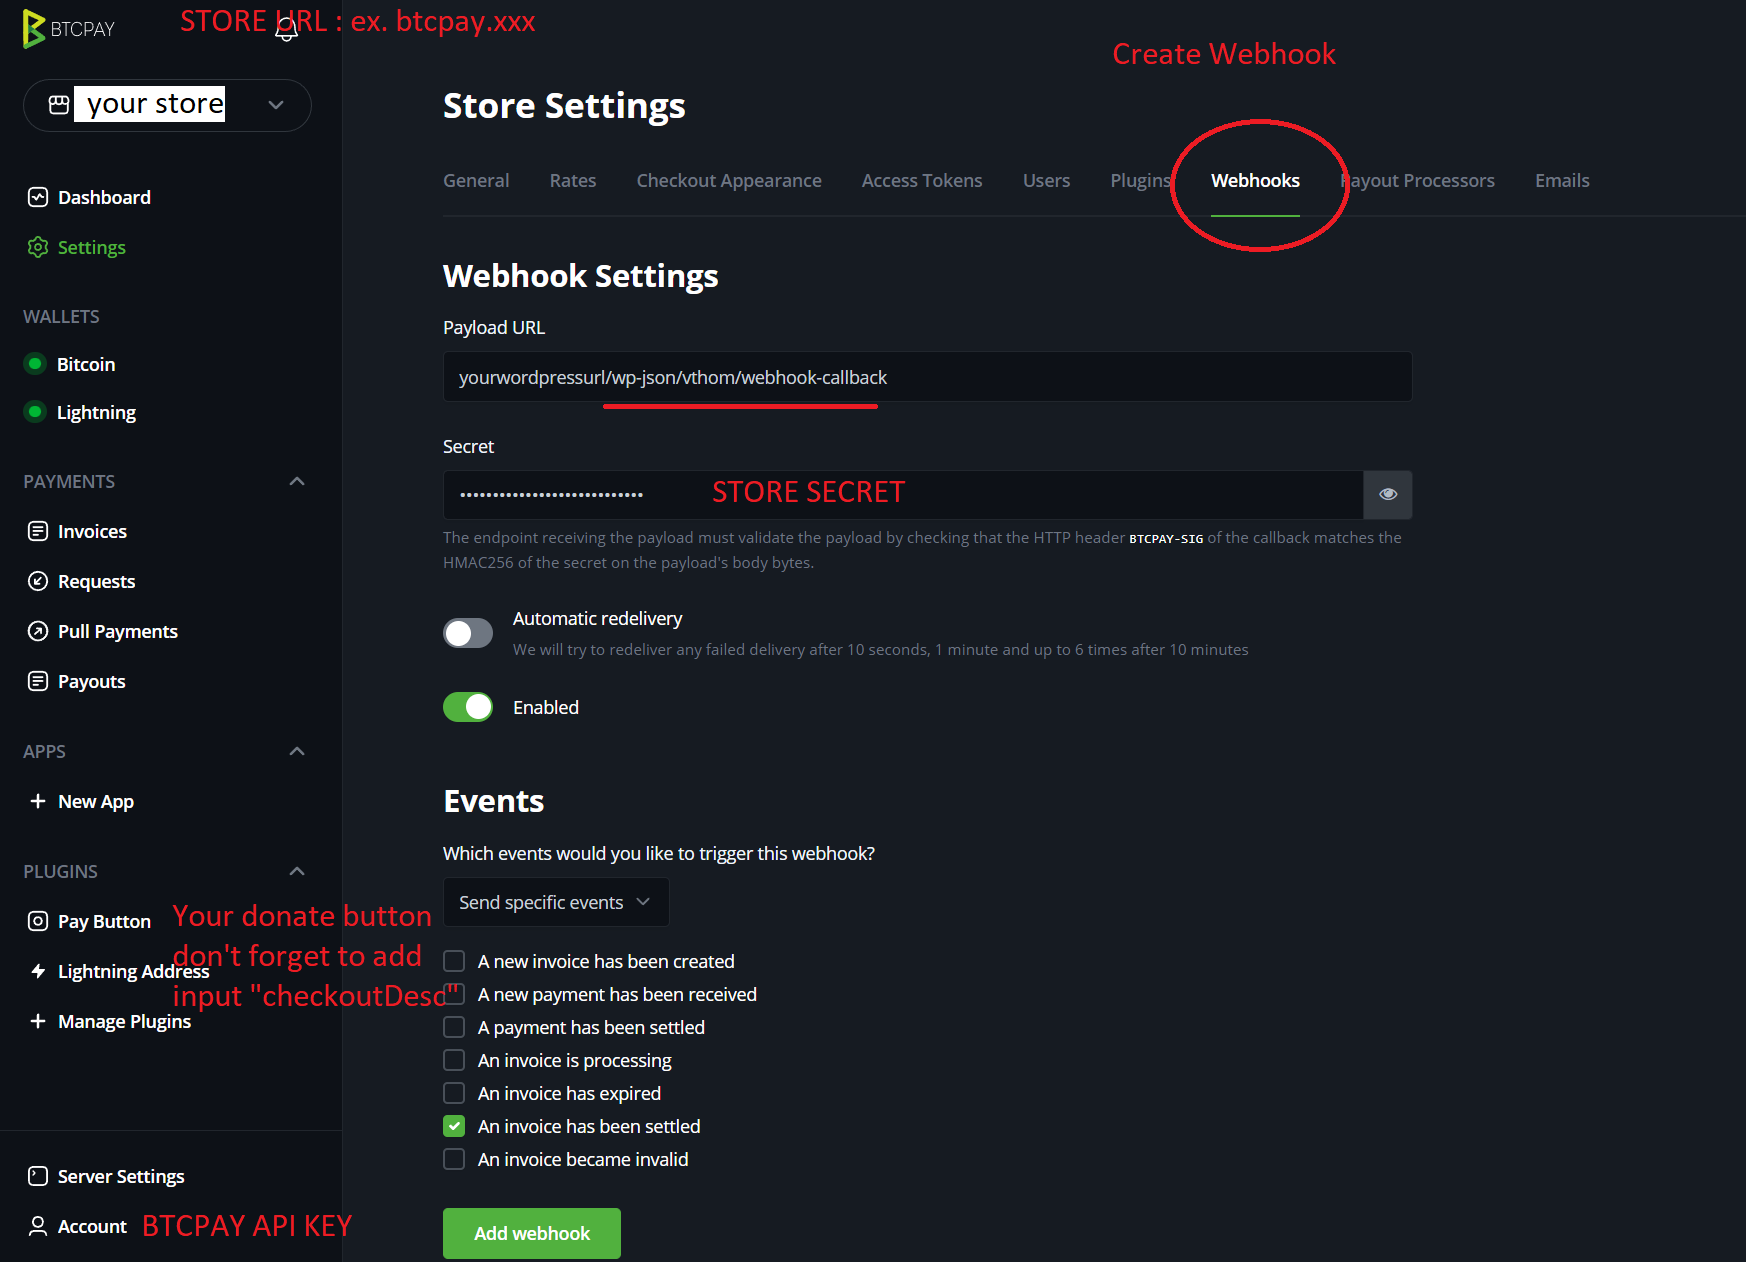 BTCPAY
STORE URL : ex. btcpay.xxx
your store
Dashboard
Settings
WALLETS
Bitcoin
Lightning
PAYMENTS
Invoices
Requests
Pull Payments
Payouts
APPS
New App
PLUGINS
Pay Button
Lightning Address
Manage Plugins
Your donate button
don't forget to add
input "checkoutDesc"
Server Settings
Account
BTCPAY API KEY
Create Webhook
Store Settings
General Rates Checkout Appearance Access Tokens Users Plugins Webhooks Payout Processors Emails
Webhook Settings
Payload URL
yourwordpressurl/wp-json/vthom/webhook-callback
Secret
STORE SECRET
The endpoint receiving the payload must validate the payload by checking that the HTTP header BTCPAY-SIG of the callback matches the
HMAC256 of the secret on the payload's body bytes.
Automatic redelivery
We will try to redeliver any failed delivery after 10 seconds, 1 minute and up to 6 times after 10 minutes
Enabled
Events
Which events would you like to trigger this webhook?
Send specific events
A new invoice has been created
A new payment has been received
A payment has been settled
An invoice is processing
An invoice has expired
An invoice has been settled
An invoice became invalid
Add webhook